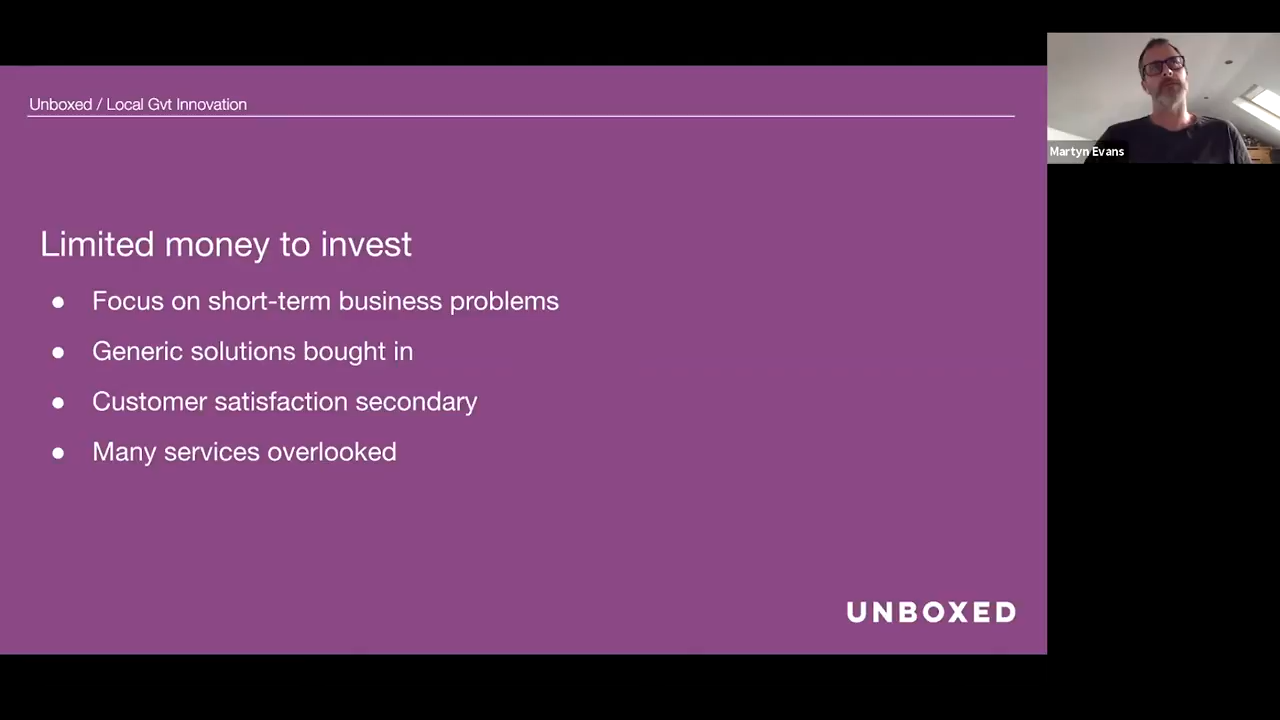 Unboxed / Local Gvt Innovation
Limited money to invest
● Focus on short-term business problems
● Generic solutions bought in
● Customer satisfaction secondary
● Many services overlooked
UNBOXED
Martyn Evans